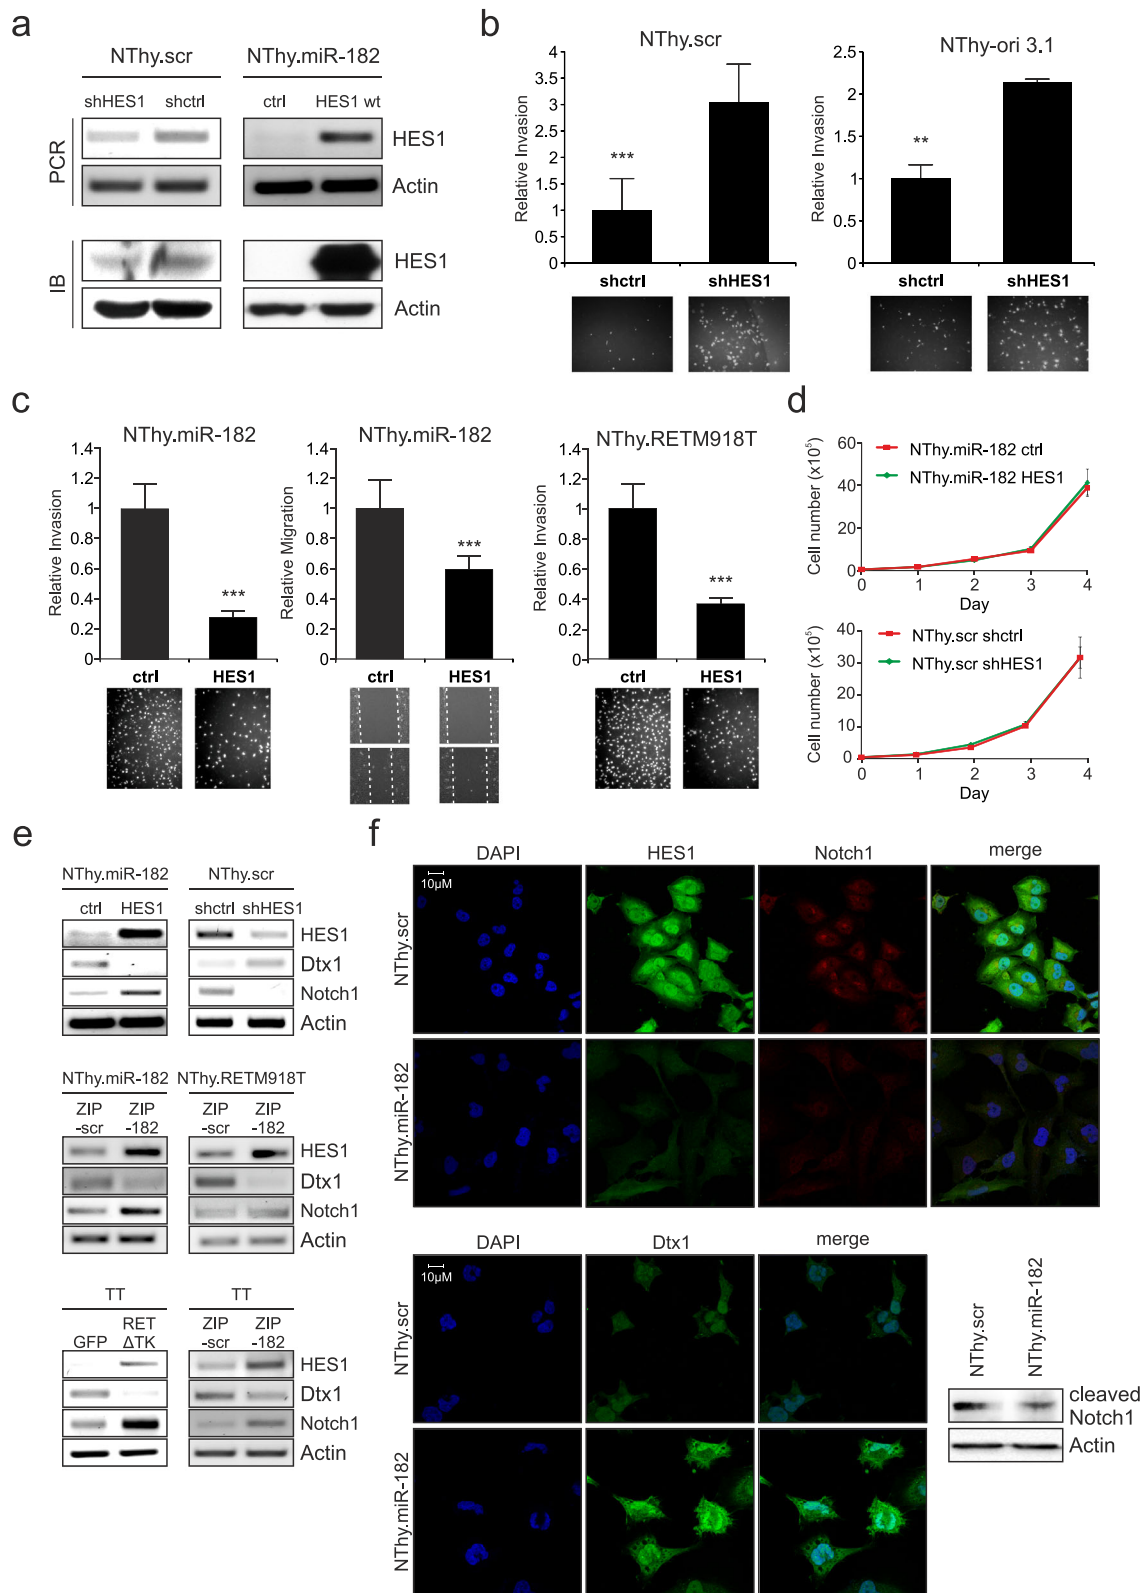 a
NThy.scr
NThy.miR-182
shHES1 shctrl
ctrl HES1 wt
PCR
HES1
Actin
IB
HES1
Actin
b
NThy.scr
Relative Invasion
4
3.5
3
2.5
2
1.5
1
0.5
0
***
shctrl shHES1
NThy-ori 3.1
Relative Invasion
2.5
2
1.5
1
0.5
0
**
shctrl shHES1
c
NThy.miR-182
Relative Invasion
1.4
1.2
1
0.8
0.6
0.4
0.2
0
***
ctrl HES1
NThy.miR-182
Relative Migration
1.4
1.2
1
0.8
0.6
0.4
0.2
0
***
ctrl HES1
NThy.RETM918T
Relative Invasion
1.4
1.2
1
0.8
0.6
0.4
0.2
0
***
ctrl HES1
d
Cell number (x10⁵)
60
40
20
0
NThy.miR-182 ctrl
NThy.miR-182 HES1
0 1 2 3 4
Day
Cell number (x10⁵)
40
30
20
10
0
NThy.scr shctrl
NThy.scr shHES1
0 1 2 3 4
Day
e
NThy.miR-182
NThy.scr
ctrl HES1
shctrl shHES1
HES1
Dtx1
Notch1
Actin
NThy.miR-182
NThy.RETM918T
ZIP ZIP
-scr -182
ZIP ZIP
-scr -182
HES1
Dtx1
Notch1
Actin
TT
TT
RET
GFP ΔTK
ZIP ZIP
-scr -182
HES1
Dtx1
Notch1
Actin
f
DAPI
HES1
Notch1
merge
10µM
NThy.scr
NThy.miR-182
DAPI
Dtx1
merge
10µM
NThy.scr
NThy.miR-182
NThy.scr
NThy.miR-182
cleaved
Notch1
Actin